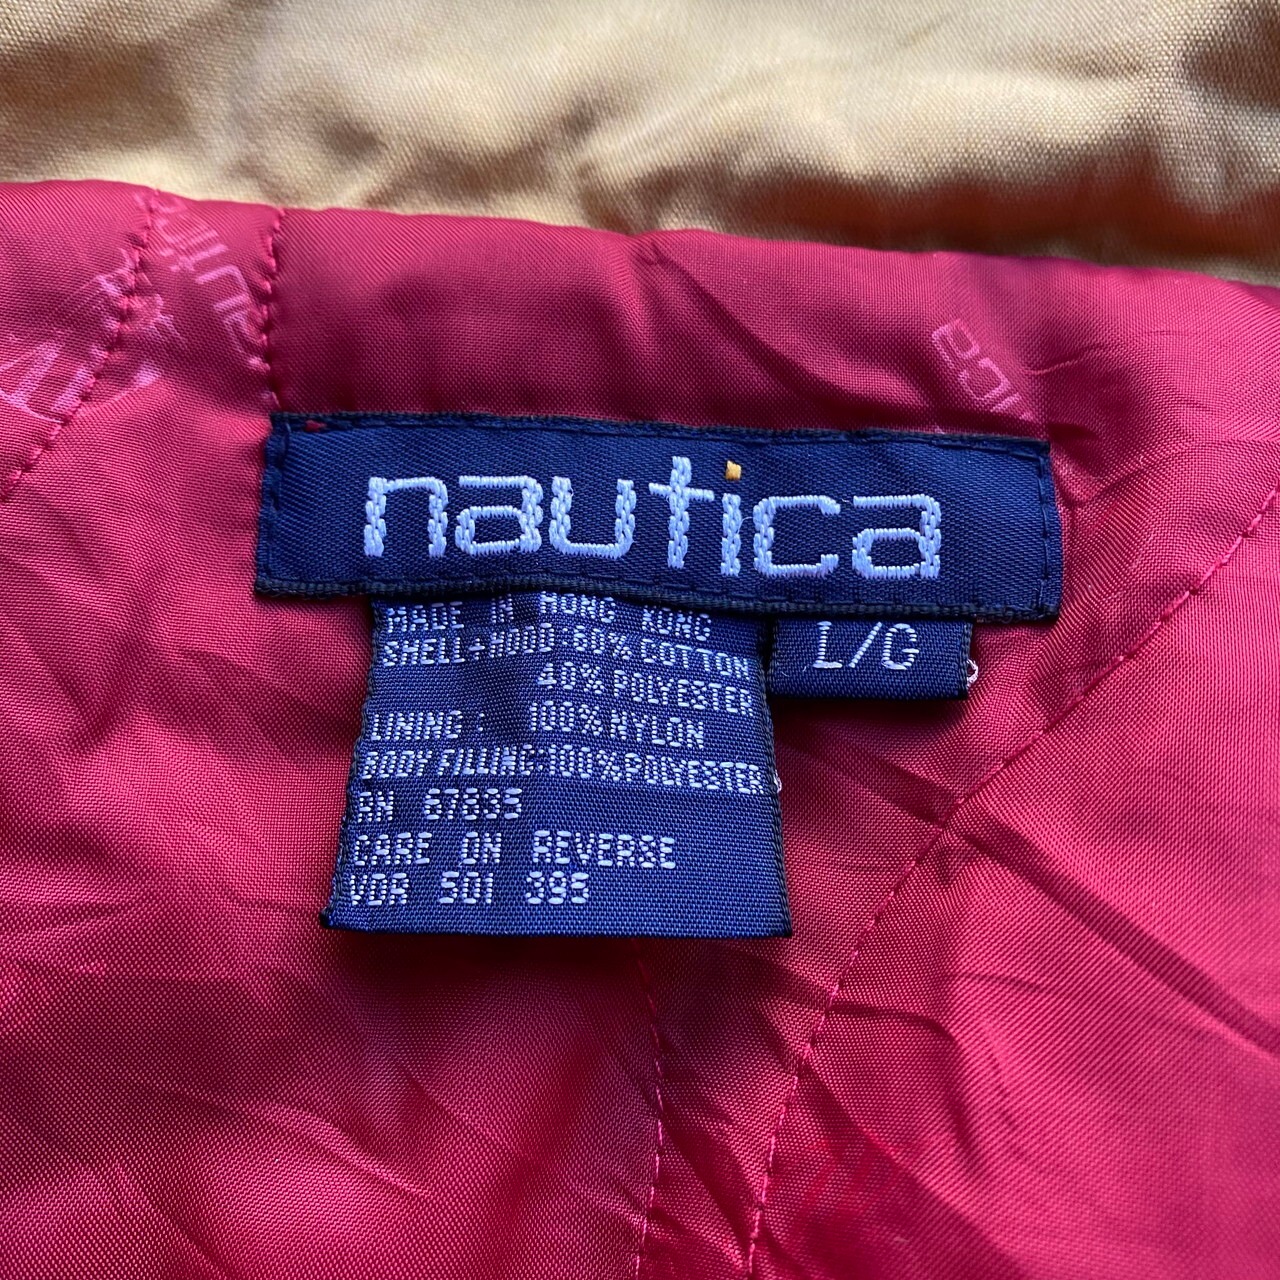 nautica
L/G
MADE IN HONG KONG
SHELL+HOOD:60% COTTON
40% POLYESTER
LINING : 100% NYLON
BODY FILLING:100%POLYESTER
RN 67835
CARE ON REVERSE
VOR 501 395